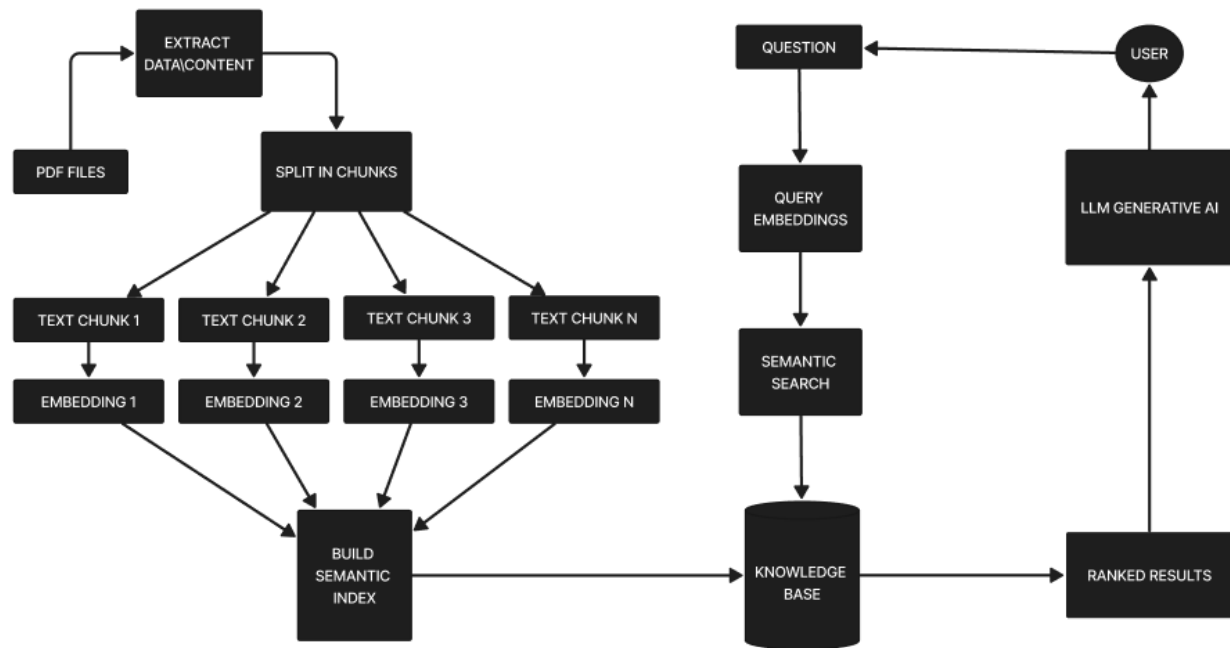 EXTRACT
DATA\CONTENT
PDF FILES
SPLIT IN CHUNKS
TEXT CHUNK 1
TEXT CHUNK 2
TEXT CHUNK 3
TEXT CHUNK N
EMBEDDING 1
EMBEDDING 2
EMBEDDING 3
EMBEDDING N
BUILD
SEMANTIC
INDEX
QUESTION
USER
QUERY
EMBEDDINGS
LLM GENERATIVE AI
SEMANTIC
SEARCH
KNOWLEDGE
BASE
RANKED RESULTS